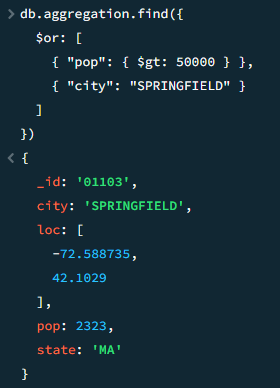 > db.aggregation.find({
$or: [
{ "pop": { $gt: 50000 } },
{ "city": "SPRINGFIELD" }
]
})
< {
_id: '01103',
city: 'SPRINGFIELD',
loc: [
-72.588735,
42.1029
],
pop: 2323,
state: 'MA'
}